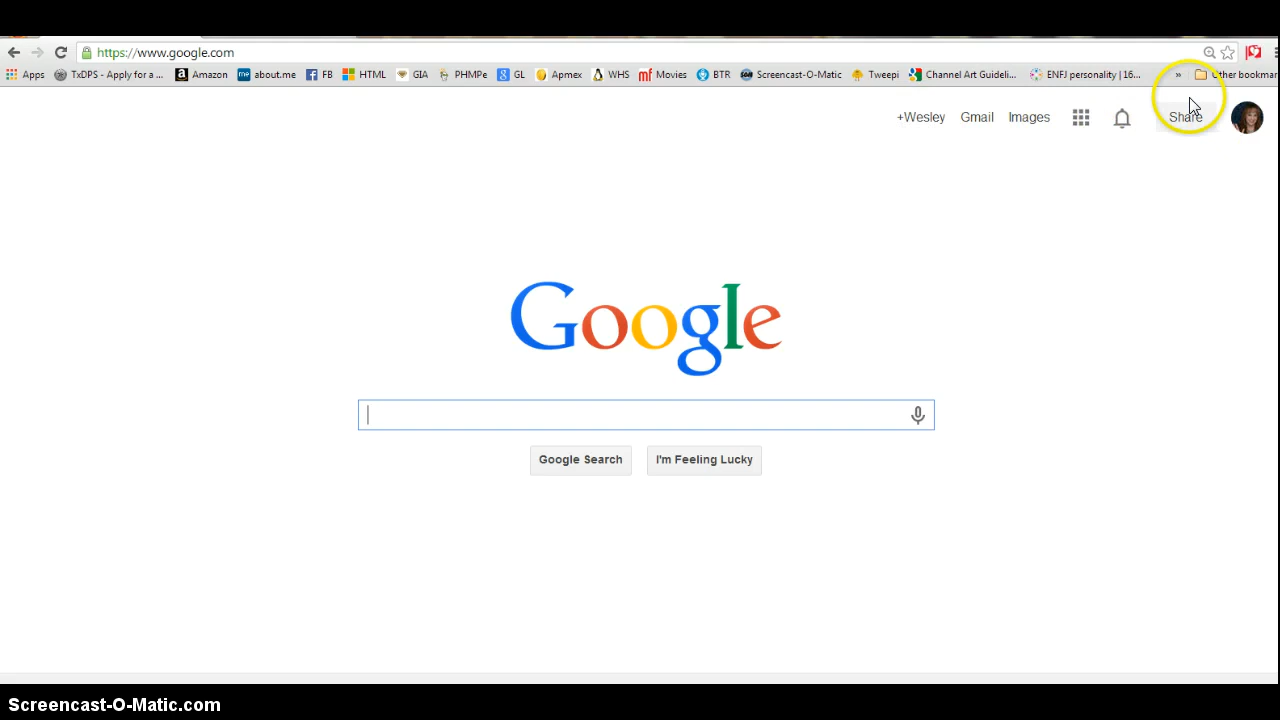 https://www.google.com
Apps TxDPS - Apply for a ... Amazon about.me FB HTML GIA PHMPe GL Apmex WHS Movies BTR Screencast-O-Matic Tweepi Channel Art Guideli... ENFJ personality | 16... » Other bookmar
+Wesley Gmail Images Share
Google
Google Search I'm Feeling Lucky
Screencast-O-Matic.com